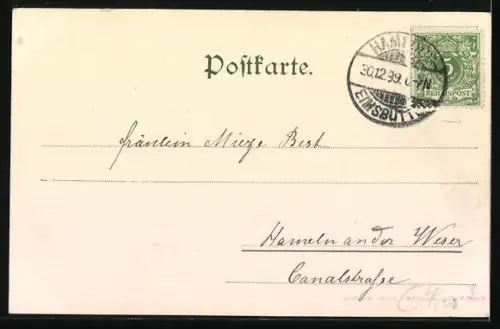 Postkarte.
HAMBURG
30.12.99. 6-7N
EIMSBÜTTEL
5
REICHSPOST
fräulein Mieze Best
Hameln an der Weser
Canalstraße